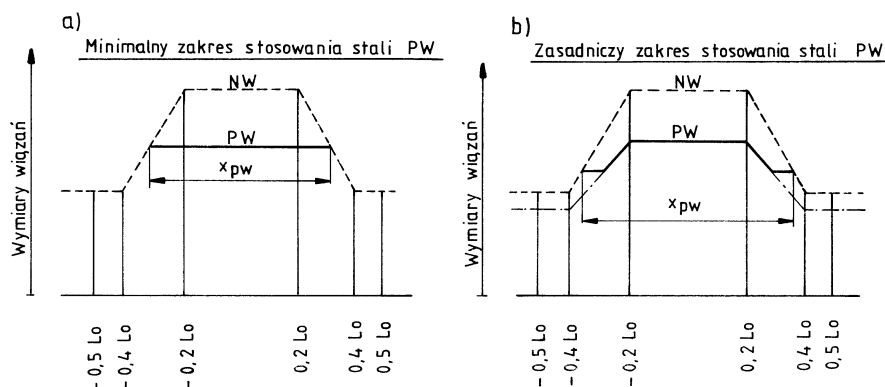 a)
Minimalny zakres stosowania stali PW
Wymiary wiązań
NW
PW
xpw
- 0,5 Lo
- 0,4 Lo
- 0,2 Lo
0,2 Lo
0,4 Lo
0,5 Lo
b)
Zasadniczy zakres stosowania stali PW
Wymiary wiązań
NW
PW
xpw
- 0,5 Lo
- 0,4 Lo
- 0,2 Lo
0,2 Lo
0,4 Lo
0,5 Lo